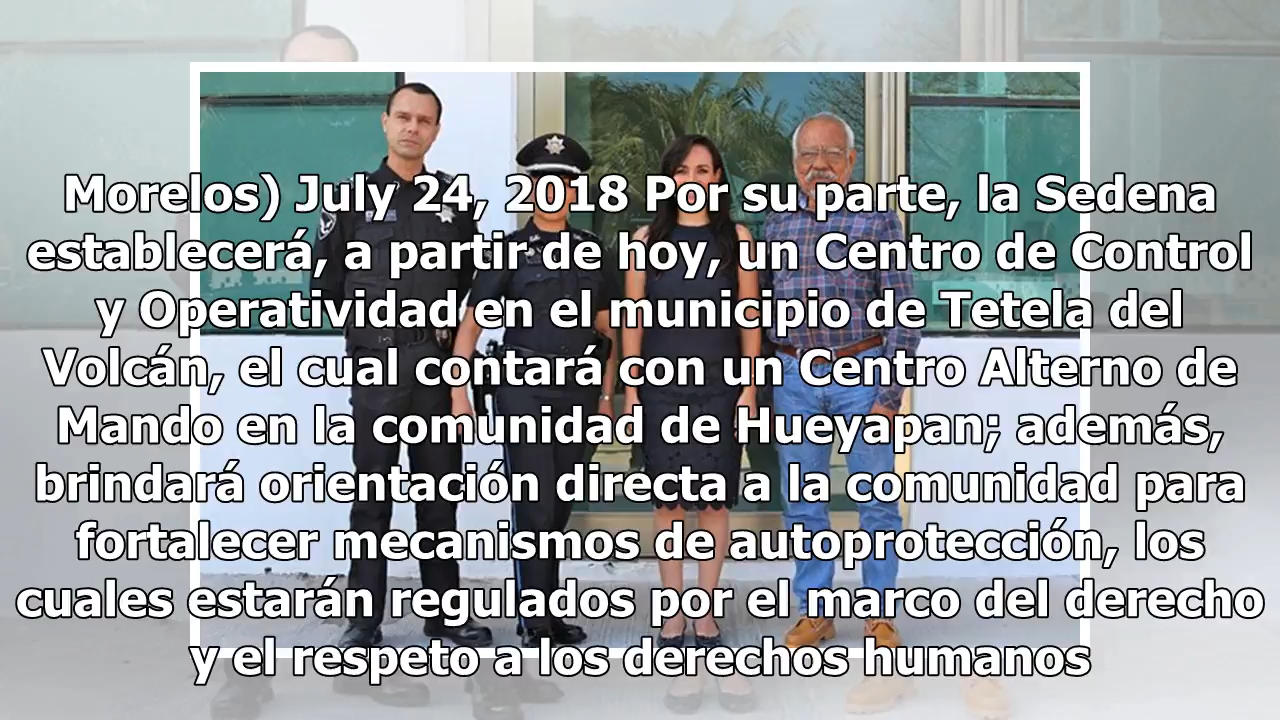 Morelos) July 24, 2018 Por su parte, la Sedena
establecerá, a partir de hoy, un Centro de Control
y Operatividad en el municipio de Tetela del
Volcán, el cual contará con un Centro Alterno de
Mando en la comunidad de Hueyapan; además,
brindará orientación directa a la comunidad para
fortalecer mecanismos de autoprotección, los
cuales estarán regulados por el marco del derecho
y el respeto a los derechos humanos